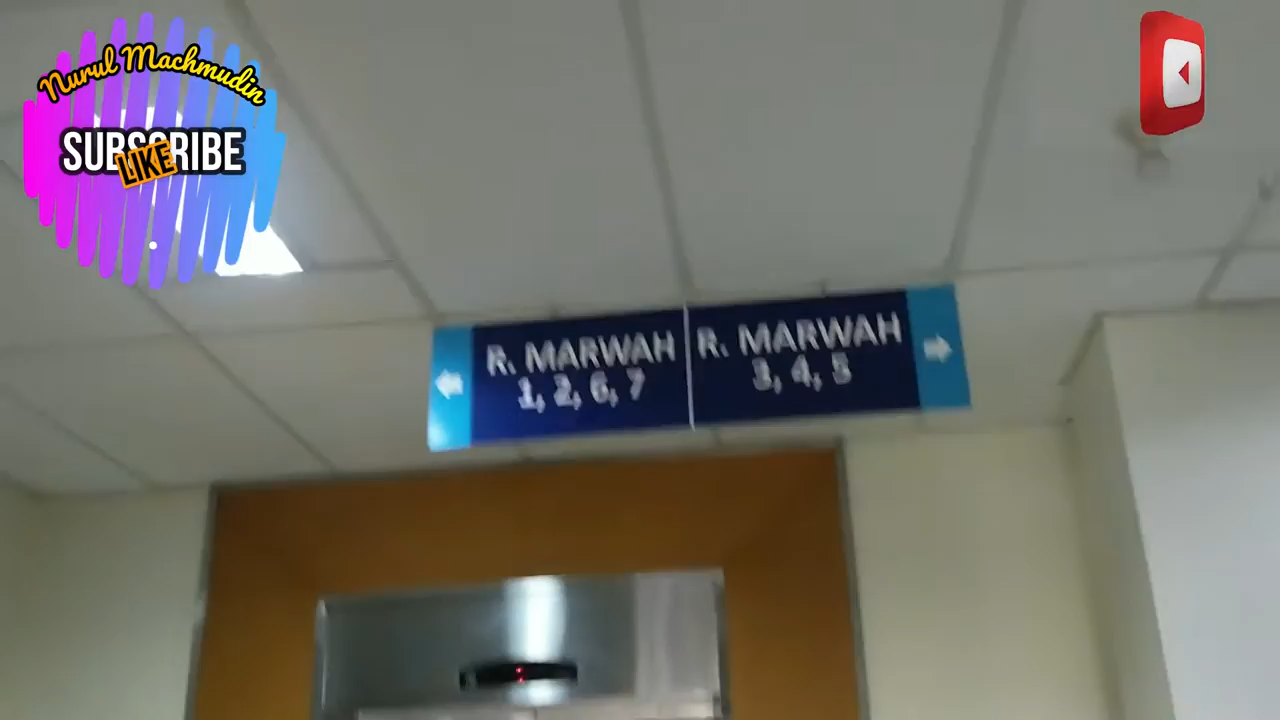 Nurul Machmudin
SUBSCRIBE
LIKE
R. MARWAH
1, 2, 6, 7
R. MARWAH
3, 4, 5